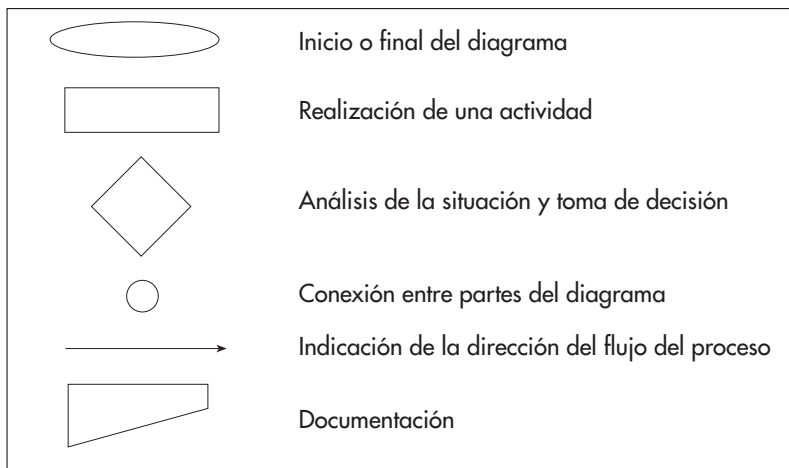 Inicio o final del diagrama
Realización de una actividad
Análisis de la situación y toma de decisión
Conexión entre partes del diagrama
Indicación de la dirección del flujo del proceso
Documentación